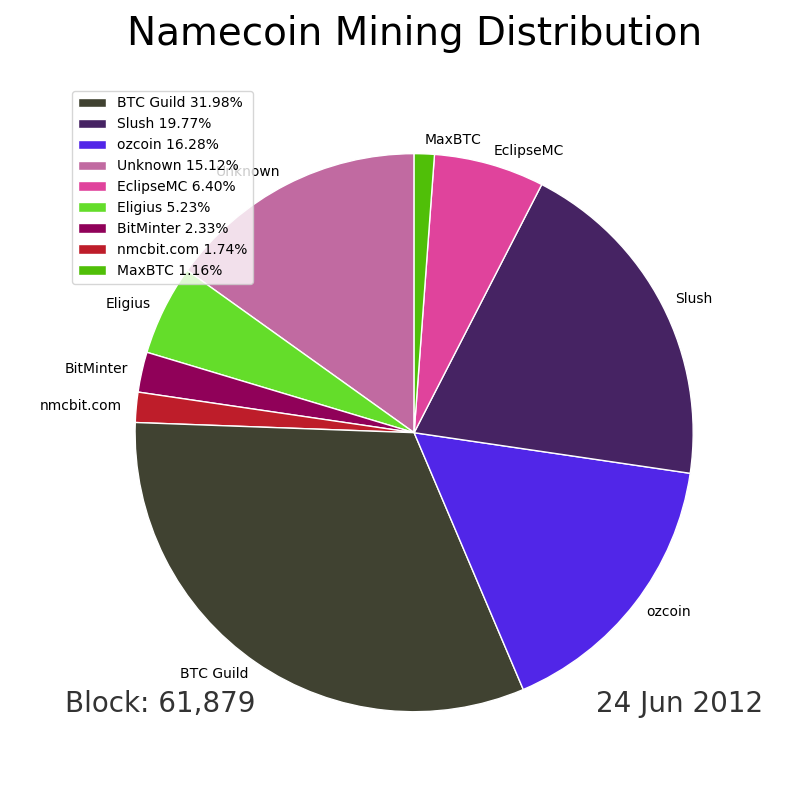 Namecoin Mining Distribution
BTC Guild 31.98%
Slush 19.77%
ozcoin 16.28%
Unknown 15.12%
EclipseMC 6.40%
Eligius 5.23%
BitMinter 2.33%
nmcbit.com 1.74%
MaxBTC 1.16%
MaxBTC
EclipseMC
Unknown
Slush
Eligius
BitMinter
nmcbit.com
ozcoin
BTC Guild
Block: 61,879
24 Jun 2012